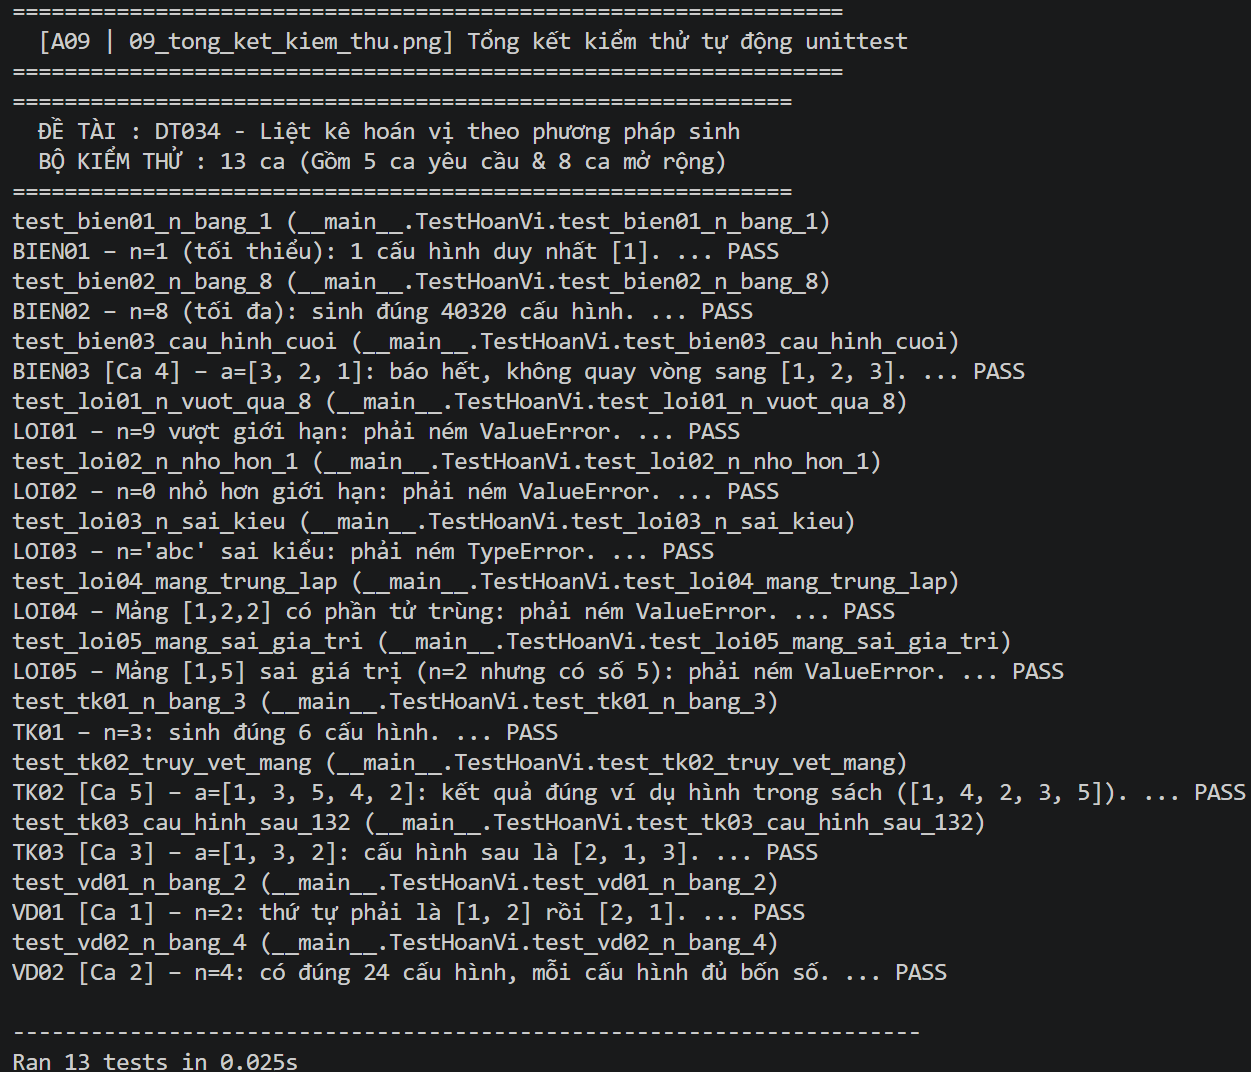 ================================================================
[A09 | 09_tong_ket_kiem_thu.png] Tổng kết kiểm thử tự động unittest
================================================================
============================================================
ĐỀ TÀI : DT034 - Liệt kê hoán vị theo phương pháp sinh
BỘ KIỂM THỬ : 13 ca (Gồm 5 ca yêu cầu & 8 ca mở rộng)
============================================================
test_bien01_n_bang_1 (__main__.TestHoanVi.test_bien01_n_bang_1)
BIEN01 – n=1 (tối thiểu): 1 cấu hình duy nhất [1]. ... PASS
test_bien02_n_bang_8 (__main__.TestHoanVi.test_bien02_n_bang_8)
BIEN02 – n=8 (tối đa): sinh đúng 40320 cấu hình. ... PASS
test_bien03_cau_hinh_cuoi (__main__.TestHoanVi.test_bien03_cau_hinh_cuoi)
BIEN03 [Ca 4] – a=[3, 2, 1]: báo hết, không quay vòng sang [1, 2, 3]. ... PASS
test_loi01_n_vuot_qua_8 (__main__.TestHoanVi.test_loi01_n_vuot_qua_8)
LOI01 – n=9 vượt giới hạn: phải ném ValueError. ... PASS
test_loi02_n_nho_hon_1 (__main__.TestHoanVi.test_loi02_n_nho_hon_1)
LOI02 – n=0 nhỏ hơn giới hạn: phải ném ValueError. ... PASS
test_loi03_n_sai_kieu (__main__.TestHoanVi.test_loi03_n_sai_kieu)
LOI03 – n='abc' sai kiểu: phải ném TypeError. ... PASS
test_loi04_mang_trung_lap (__main__.TestHoanVi.test_loi04_mang_trung_lap)
LOI04 – Mảng [1,2,2] có phần tử trùng: phải ném ValueError. ... PASS
test_loi05_mang_sai_gia_tri (__main__.TestHoanVi.test_loi05_mang_sai_gia_tri)
LOI05 – Mảng [1,5] sai giá trị (n=2 nhưng có số 5): phải ném ValueError. ... PASS
test_tk01_n_bang_3 (__main__.TestHoanVi.test_tk01_n_bang_3)
TK01 – n=3: sinh đúng 6 cấu hình. ... PASS
test_tk02_truy_vet_mang (__main__.TestHoanVi.test_tk02_truy_vet_mang)
TK02 [Ca 5] – a=[1, 3, 5, 4, 2]: kết quả đúng ví dụ hình trong sách ([1, 4, 2, 3, 5]). ... PASS
test_tk03_cau_hinh_sau_132 (__main__.TestHoanVi.test_tk03_cau_hinh_sau_132)
TK03 [Ca 3] – a=[1, 3, 2]: cấu hình sau là [2, 1, 3]. ... PASS
test_vd01_n_bang_2 (__main__.TestHoanVi.test_vd01_n_bang_2)
VD01 [Ca 1] – n=2: thứ tự phải là [1, 2] rồi [2, 1]. ... PASS
test_vd02_n_bang_4 (__main__.TestHoanVi.test_vd02_n_bang_4)
VD02 [Ca 2] – n=4: có đúng 24 cấu hình, mỗi cấu hình đủ bốn số. ... PASS
----------------------------------------------------------------------
Ran 13 tests in 0.025s